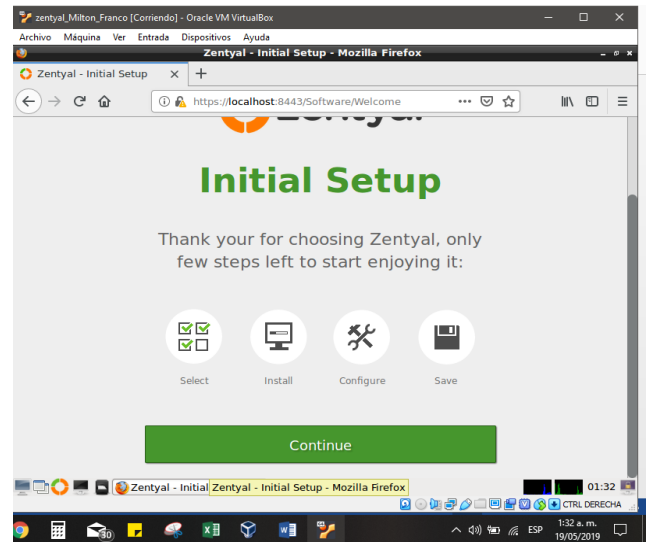 zentyal_Milton_Franco [Corriendo] - Oracle VM VirtualBox
Archivo Máquina Ver Entrada Dispositivos Ayuda
Zentyal - Initial Setup - Mozilla Firefox
Zentyal - Initial Setup
https://localhost:8443/Software/Welcome
Initial Setup
Thank your for choosing Zentyal, only
few steps left to start enjoying it:
Select Install Configure Save
Continue
Zentyal - Initial Zentyal - Initial Setup - Mozilla Firefox 01:32
CTRL DERECHA
30 ESP 1:32 a. m.
19/05/2019